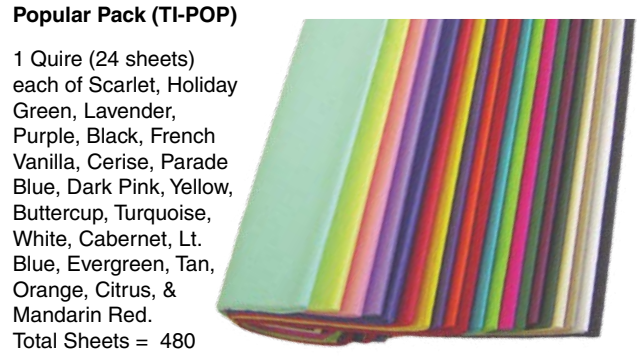 Popular Pack (TI-POP)
1 Quire (24 sheets)
each of Scarlet, Holiday
Green, Lavender,
Purple, Black, French
Vanilla, Cerise, Parade
Blue, Dark Pink, Yellow,
Buttercup, Turquoise,
White, Cabernet, Lt.
Blue, Evergreen, Tan,
Orange, Citrus, &
Mandarin Red.
Total Sheets = 480